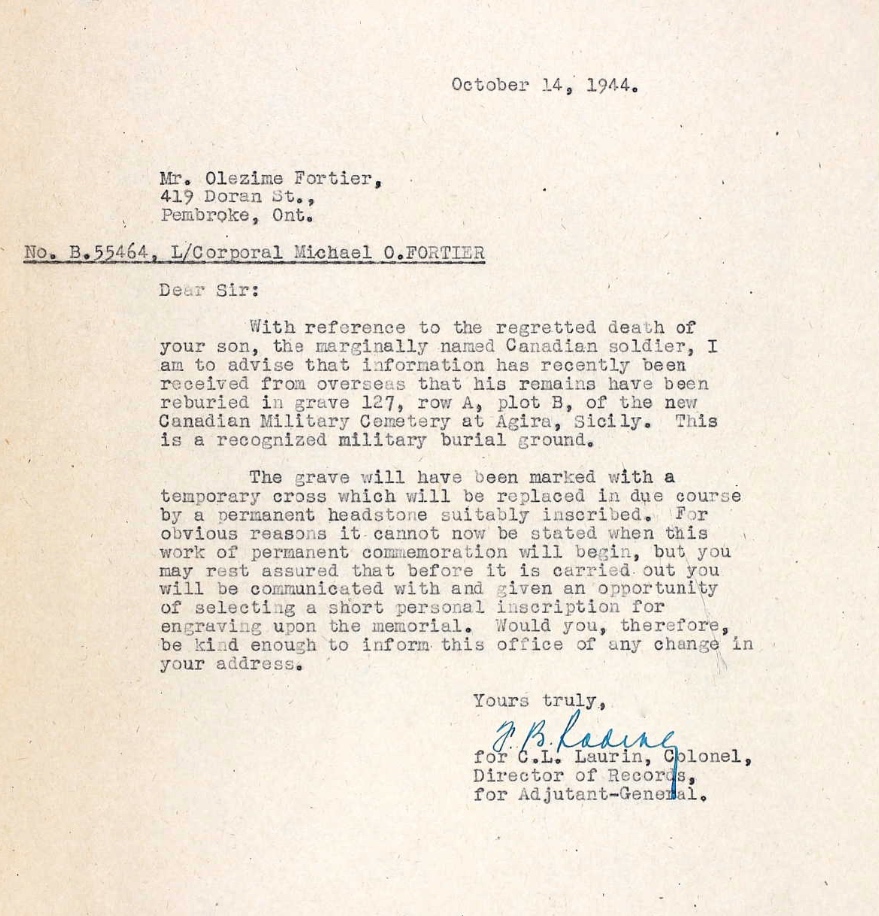 October 14, 1944.
Mr. Olezime Fortier,
419 Doran St.,
Pembroke, Ont.
No. B.55464, L/Corporal Michael O.FORTIER
Dear Sir:
With reference to the regretted death of
your son, the marginally named Canadian soldier, I
am to advise that information has recently been
received from overseas that his remains have been
reburied in grave 127, row A, plot B, of the new
Canadian Military Cemetery at Agira, Sicily. This
is a recognized military burial ground.
The grave will have been marked with a
temporary cross which will be replaced in due course
by a permanent headstone suitably inscribed. For
obvious reasons it cannot now be stated when this
work of permanent commemoration will begin, but you
may rest assured that before it is carried out you
will be communicated with and given an opportunity
of selecting a short personal inscription for
engraving upon the memorial. Would you, therefore,
be kind enough to inform this office of any change in
your address.
Yours truly,
for C.L. Laurin, Colonel,
Director of Records,
for Adjutant-General.